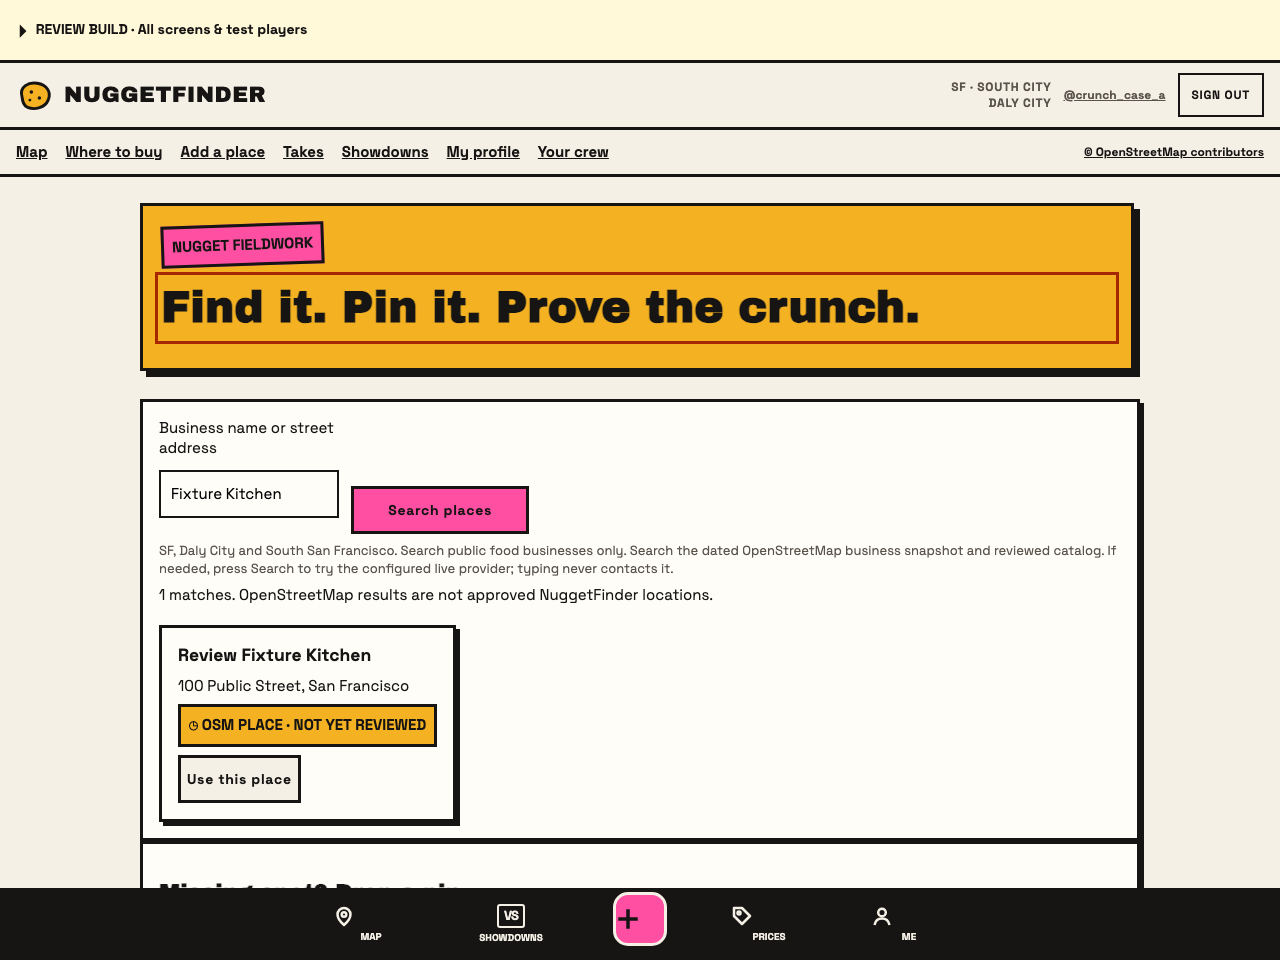 REVIEW BUILD · All screens & test players
NUGGETFINDER
SF · SOUTH CITY
DALY CITY
@crunch_case_a
SIGN OUT
Map
Where to buy
Add a place
Takes
Showdowns
My profile
Your crew
© OpenStreetMap contributors
NUGGET FIELDWORK
Find it. Pin it. Prove the crunch.
Business name or street
address
Fixture Kitchen
Search places
SF, Daly City and South San Francisco. Search public food businesses only. Search the dated OpenStreetMap business snapshot and reviewed catalog. If
needed, press Search to try the configured live provider; typing never contacts it.
1 matches. OpenStreetMap results are not approved NuggetFinder locations.
Review Fixture Kitchen
100 Public Street, San Francisco
◷ OSM PLACE · NOT YET REVIEWED
Use this place
MAP
VS
SHOWDOWNS
+
PRICES
ME